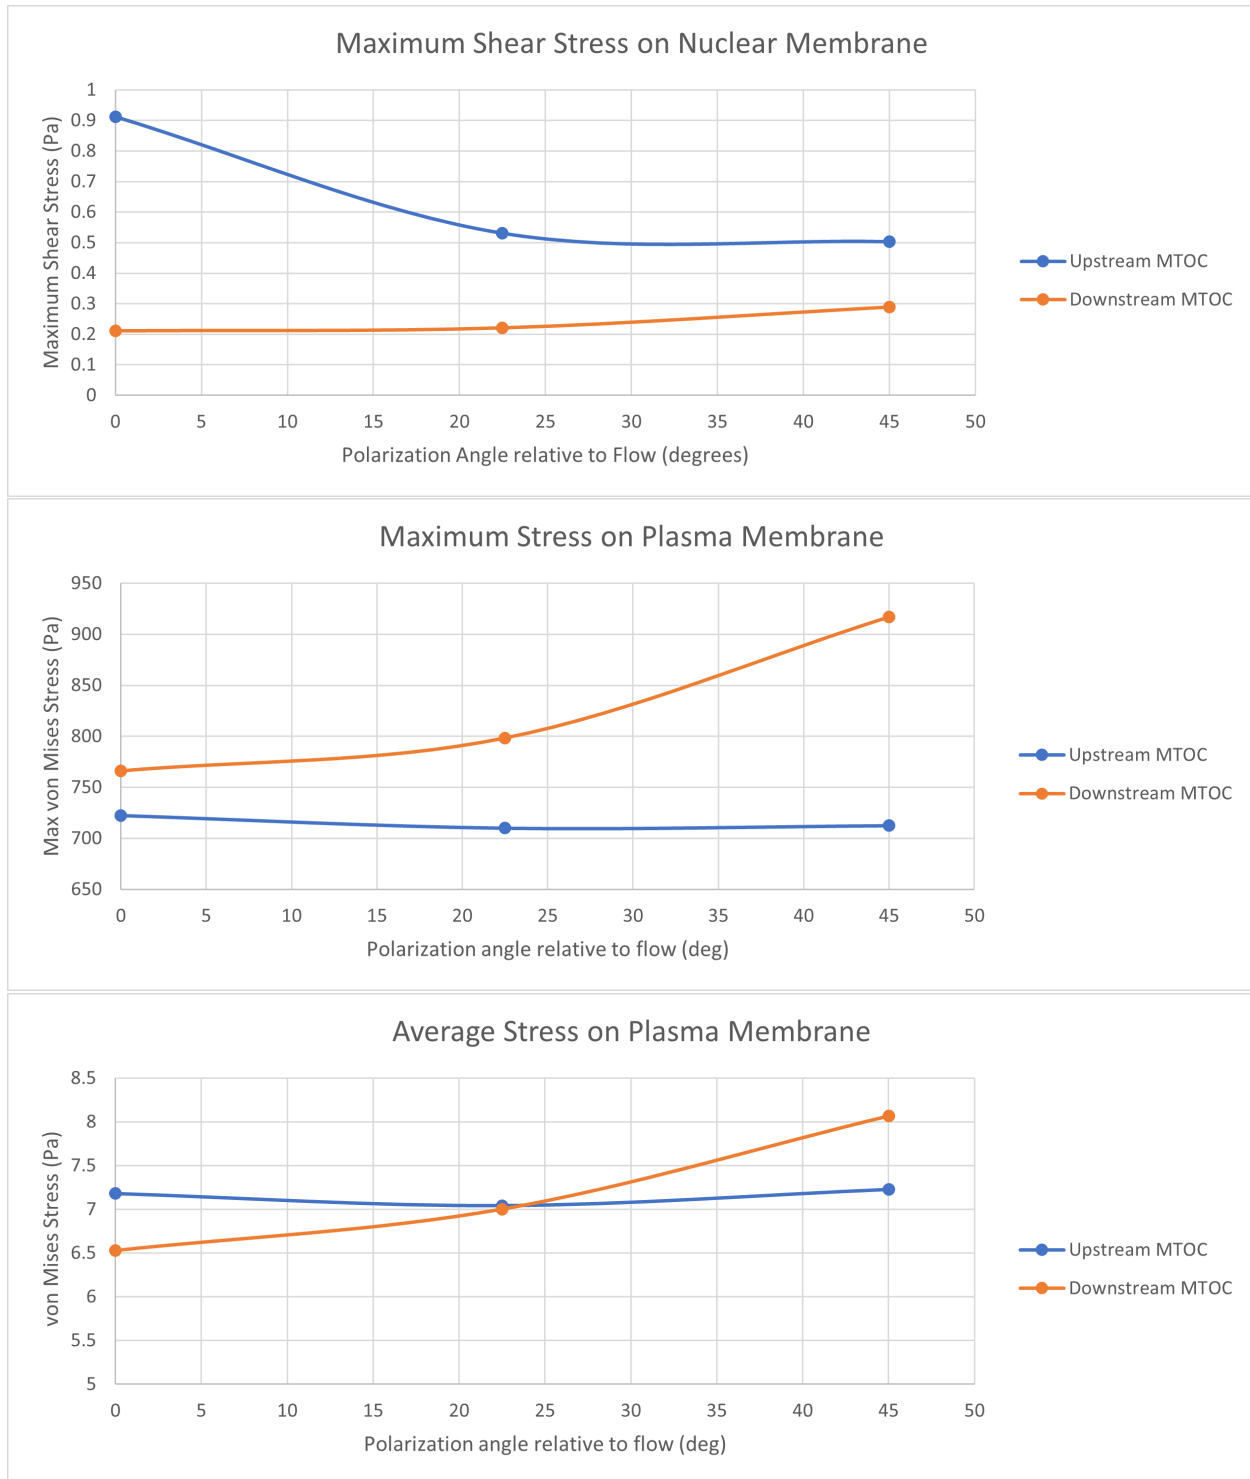 Maximum Shear Stress on Nuclear Membrane
Maximum Shear Stress (Pa)
1
0.9
0.8
0.7
0.6
0.5
0.4
0.3
0.2
0.1
0
0 5 10 15 20 25 30 35 40 45 50
Polarization Angle relative to Flow (degrees)
Upstream MTOC
Downstream MTOC
Maximum Stress on Plasma Membrane
Max von Mises Stress (Pa)
950
900
850
800
750
700
650
0 5 10 15 20 25 30 35 40 45 50
Polarization angle relative to flow (deg)
Upstream MTOC
Downstream MTOC
Average Stress on Plasma Membrane
von Mises Stress (Pa)
8.5
8
7.5
7
6.5
6
5.5
5
0 5 10 15 20 25 30 35 40 45 50
Polarization angle relative to flow (deg)
Upstream MTOC
Downstream MTOC